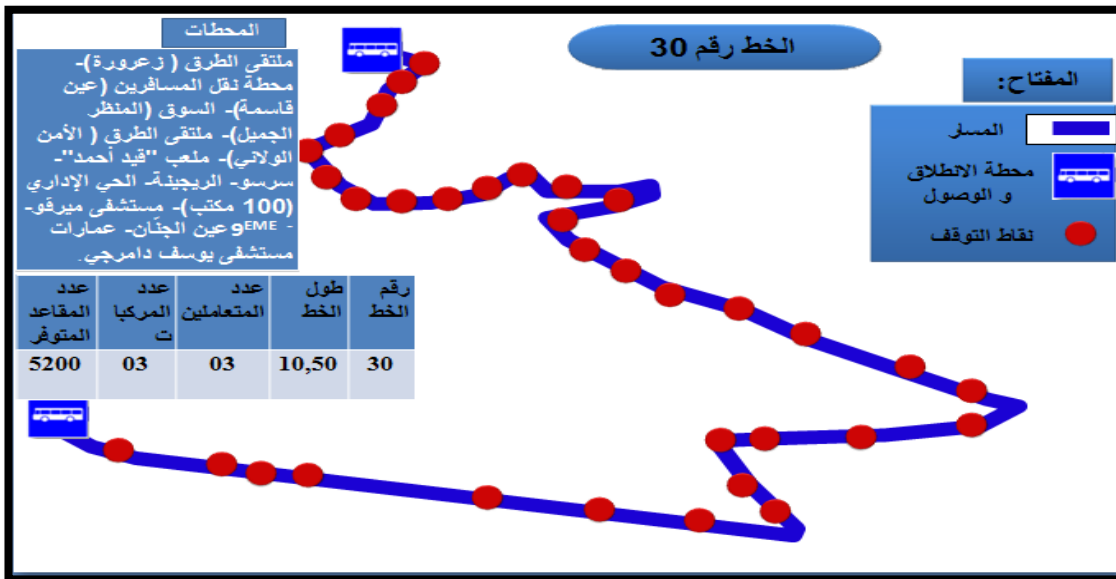 الخط رقم 30
المحطات
ملتقى الطرق ( زعرورة)-
محطة نقل المسافرين (عين
قاسمة)- السوق (المنظر
الجميل)- ملتقى الطرق ( الأمن
الولائي)- ملعب "قيد أحمد"-
سرسو- الريجينة- الحي الإداري
(100 مكتب)- مستشفى ميرقو-
- 9EME وعين الجنّان- عمارات
مستشفى يوسف دامرجي.
المفتاح:
المسار
محطة الانطلاق
و الوصول
نقاط التوقف
رقم الخط | طول الخط | عدد المتعاملين | عدد المركبا ت | عدد المقاعد المتوفر
30 | 10,50 | 03 | 03 | 5200